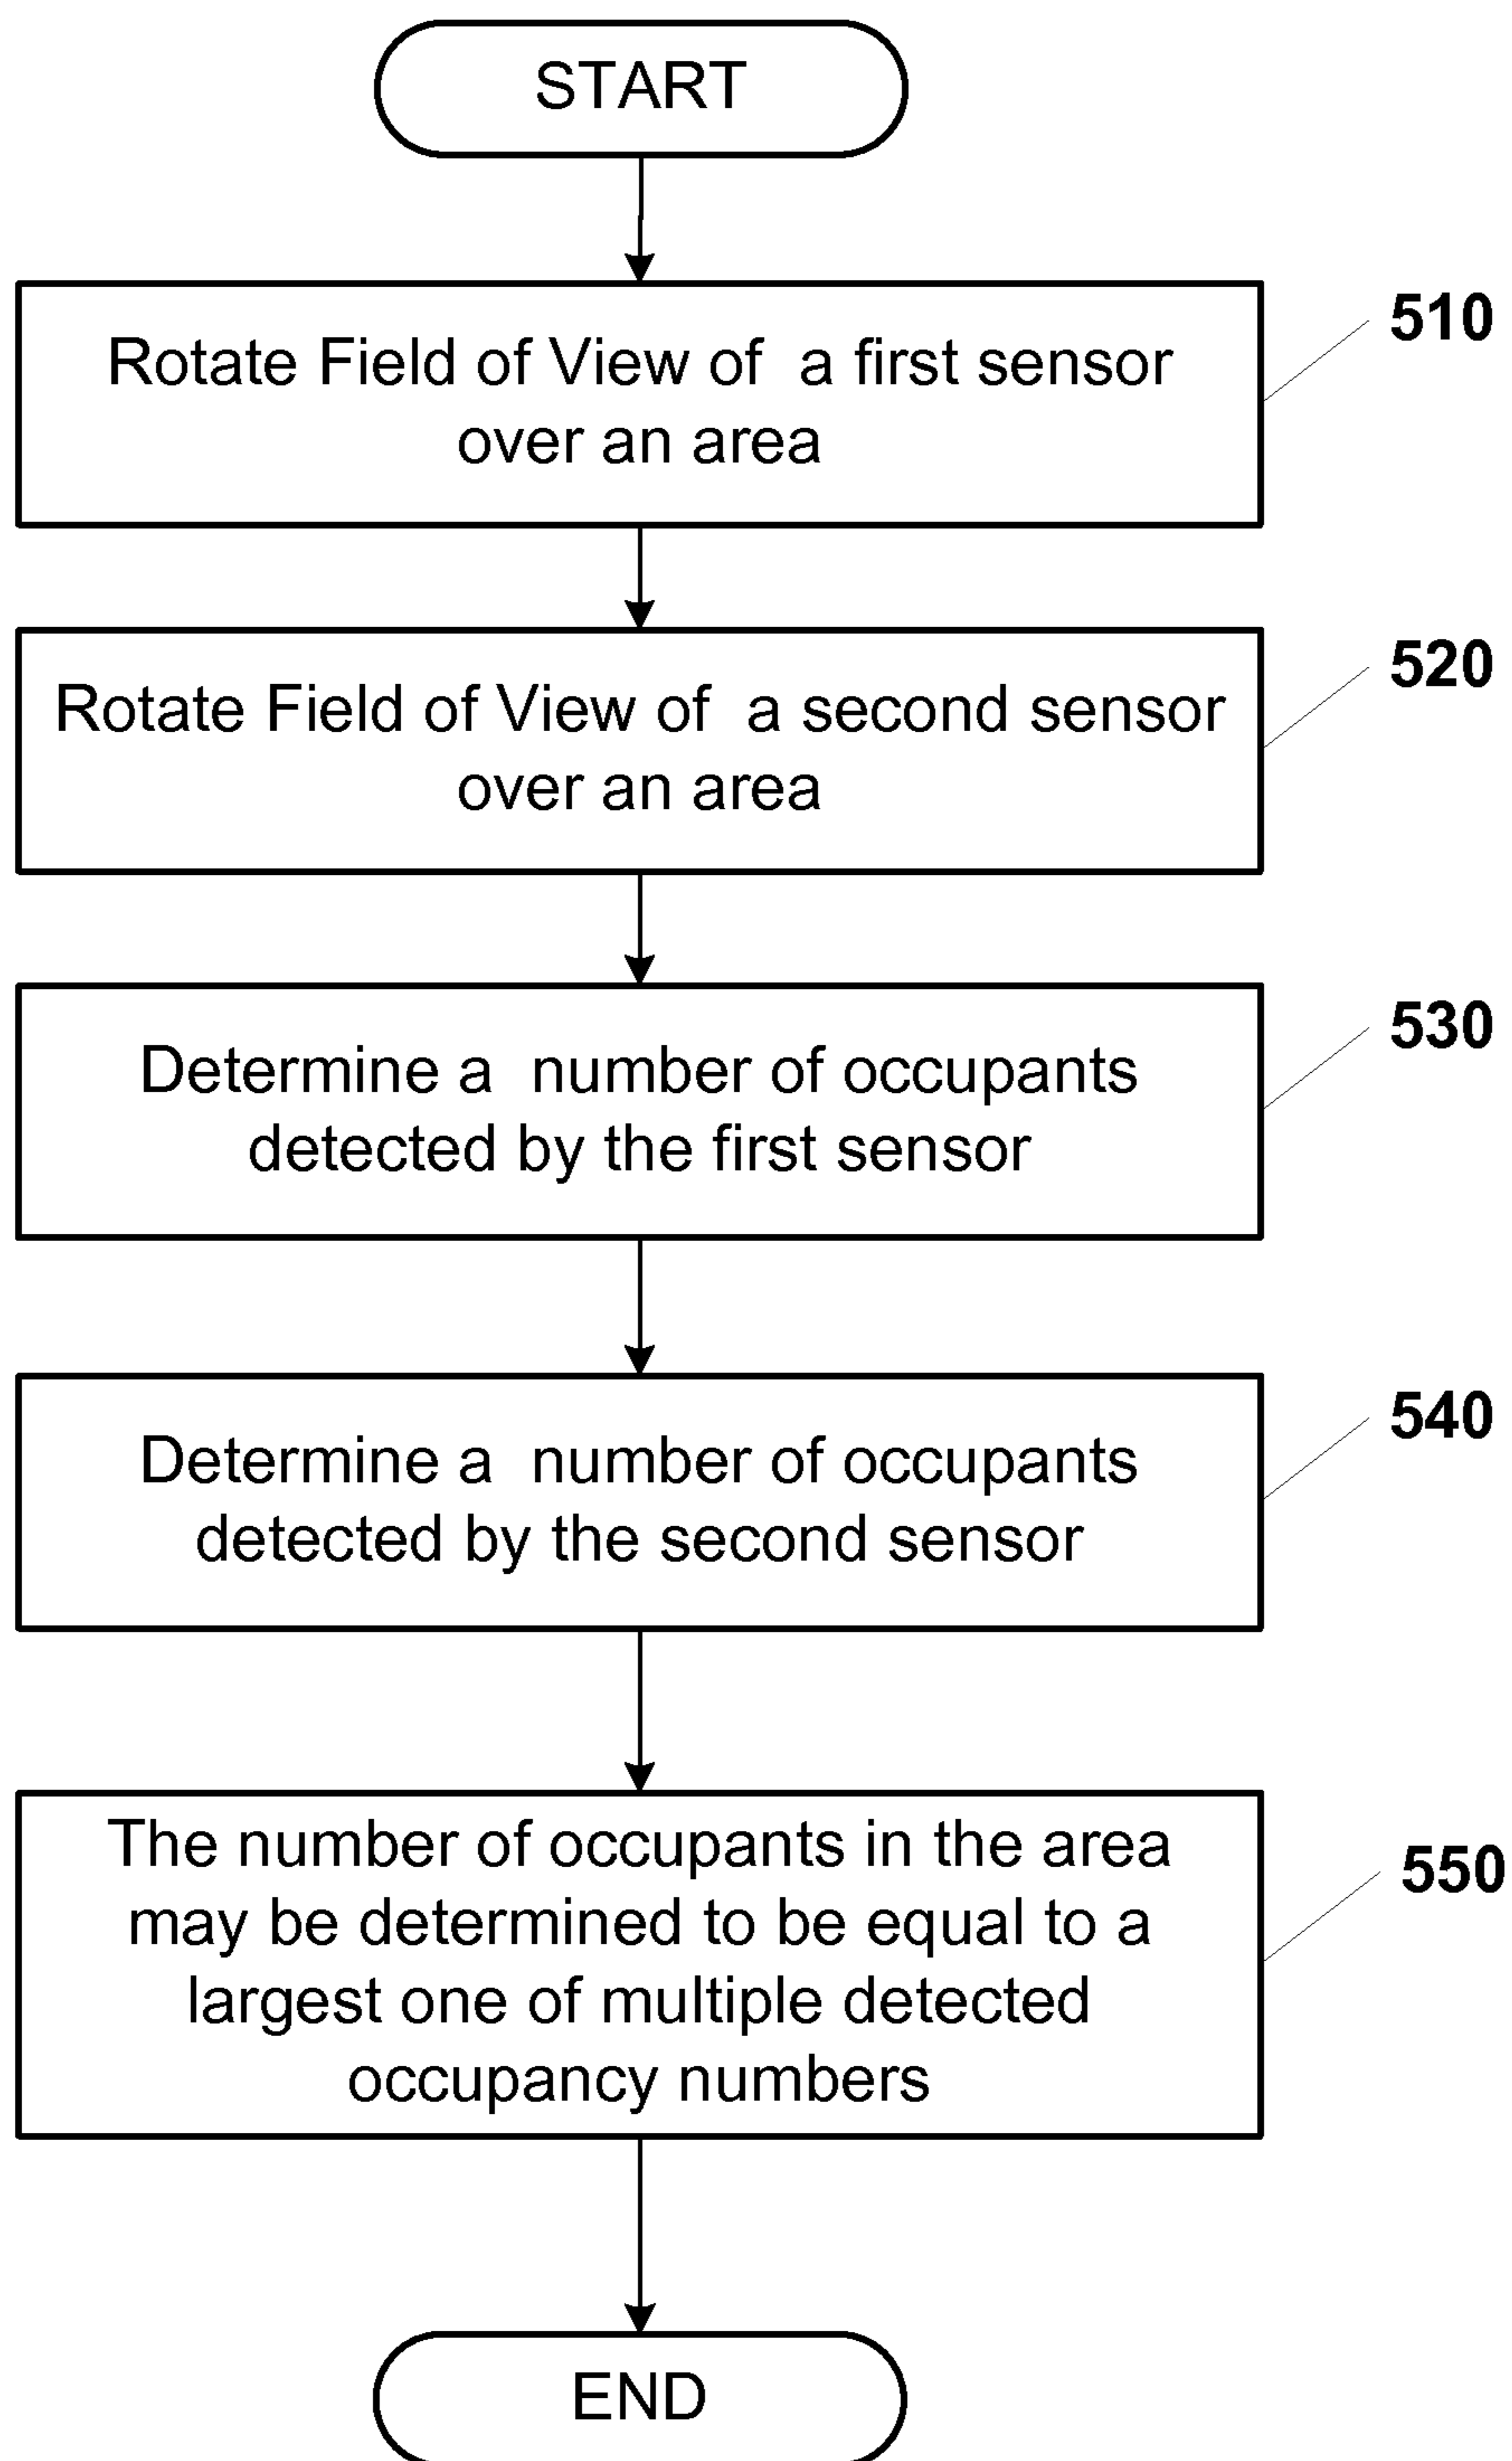 START
Rotate Field of View of a first sensor
over an area
510
Rotate Field of View of a second sensor
over an area
520
Determine a number of occupants
detected by the first sensor
530
Determine a number of occupants
detected by the second sensor
540
The number of occupants in the area
may be determined to be equal to a
largest one of multiple detected
occupancy numbers
550
END